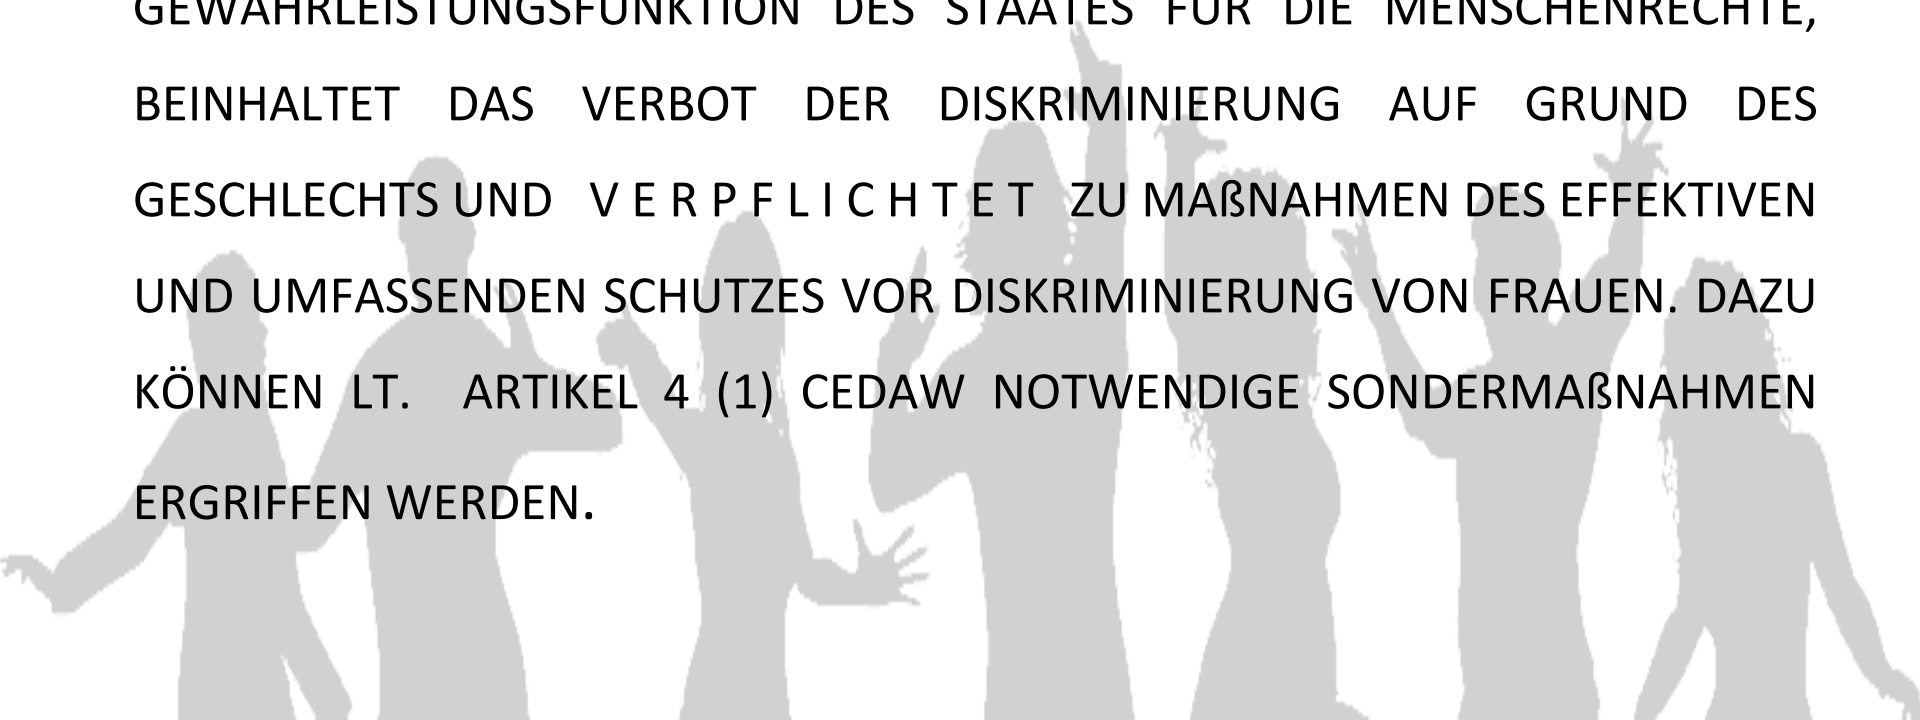 GEWÄHRLEISTUNGSFUNKTION DES STAATES FÜR DIE MENSCHENRECHTE,
BEINHALTET DAS VERBOT DER DISKRIMINIERUNG AUF GRUND DES
GESCHLECHTS UND V E R P F L I C H T E T ZU MAßNAHMEN DES EFFEKTIVEN
UND UMFASSENDEN SCHUTZES VOR DISKRIMINIERUNG VON FRAUEN. DAZU
KÖNNEN LT. ARTIKEL 4 (1) CEDAW NOTWENDIGE SONDERMAßNAHMEN
ERGRIFFEN WERDEN.